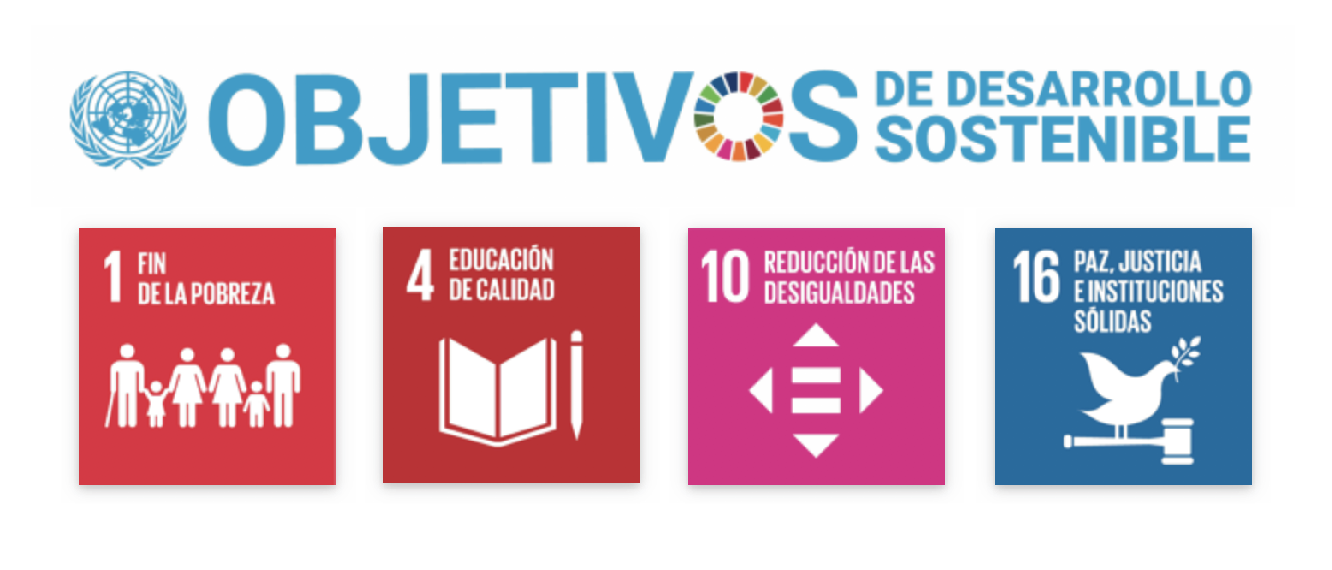 OBJETIVOS DE DESARROLLO
SOSTENIBLE
1 FIN
DE LA POBREZA
4 EDUCACIÓN
DE CALIDAD
10 REDUCCIÓN DE LAS
DESIGUALDADES
16 PAZ, JUSTICIA
E INSTITUCIONES
SÓLIDAS